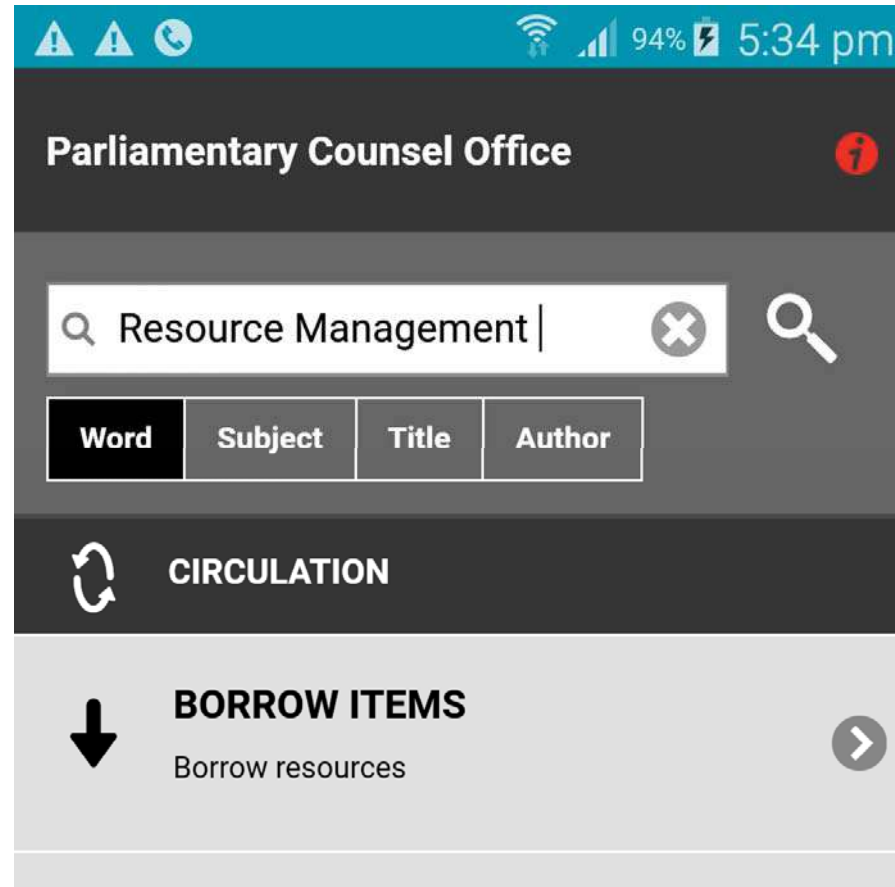 94% 5:34 pm
Parliamentary Counsel Office
Resource Management
Word Subject Title Author
CIRCULATION
BORROW ITEMS
Borrow resources